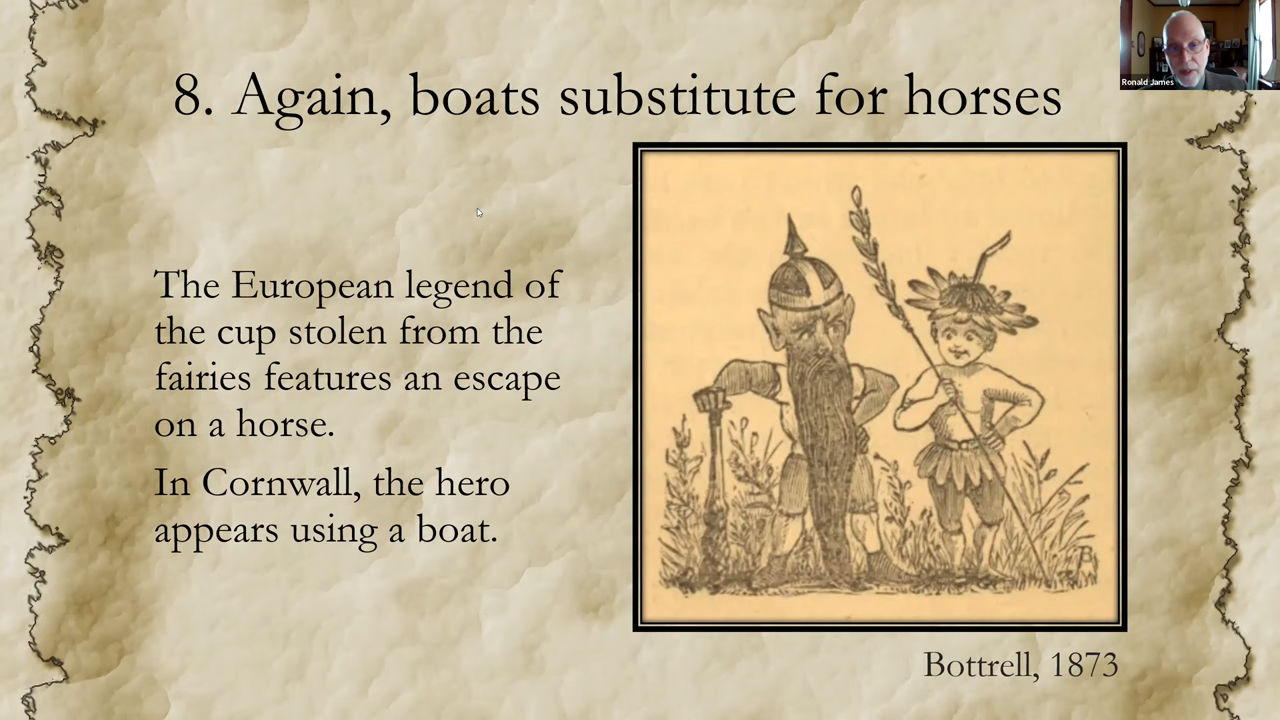 8. Again, boats substitute for horses
Ronald James
The European legend of
the cup stolen from the
fairies features an escape
on a horse.
In Cornwall, the hero
appears using a boat.
Bottrell, 1873